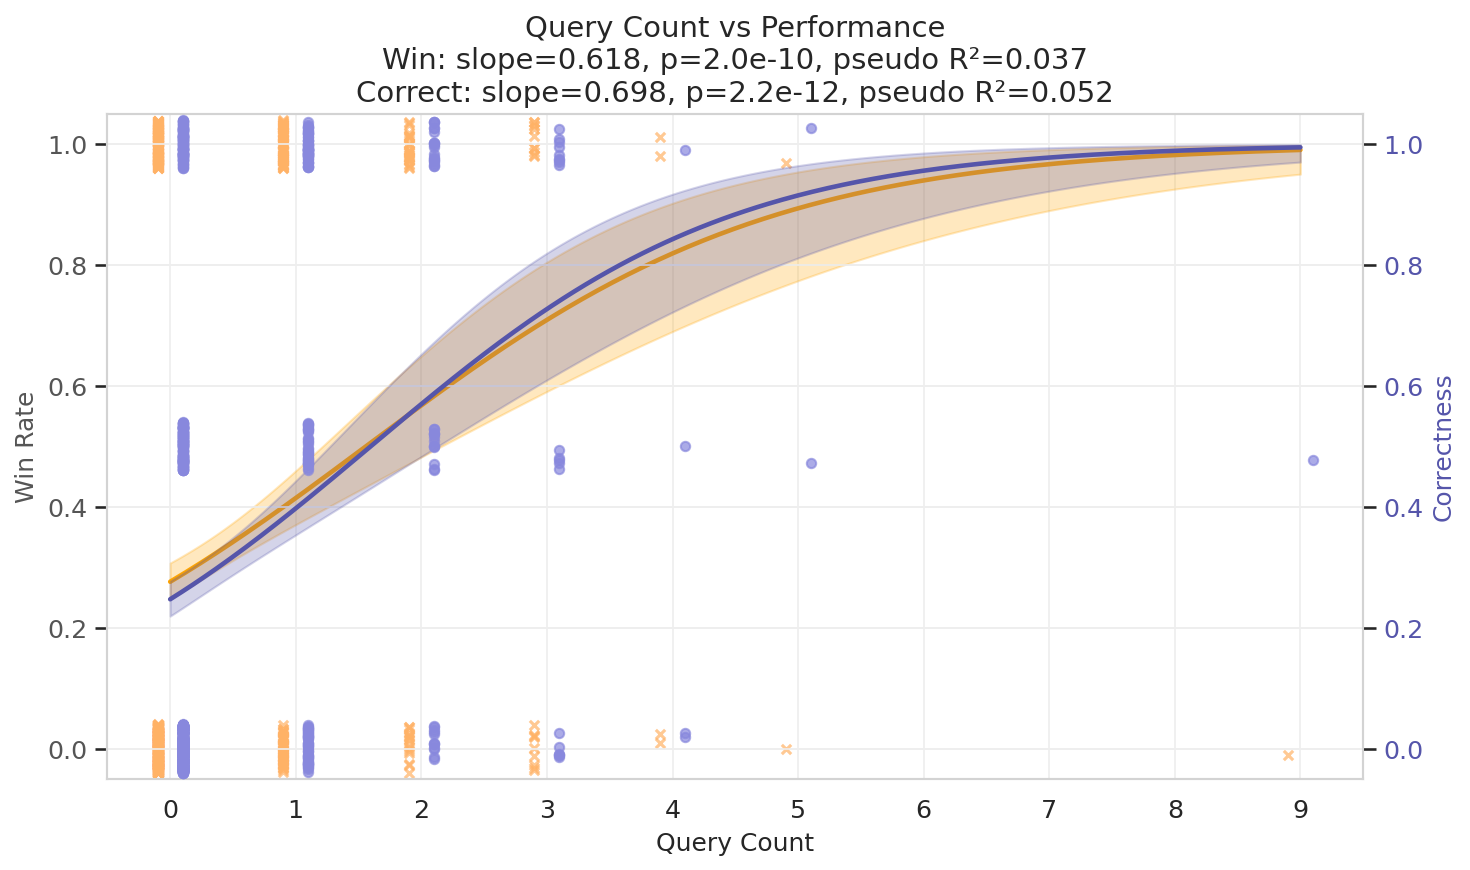 Query Count vs Performance
Win: slope=0.618, p=2.0e-10, pseudo R²=0.037
Correct: slope=0.698, p=2.2e-12, pseudo R²=0.052
1.0
0.8
0.6
0.4
0.2
0.0
Win Rate
1.0
0.8
0.6
0.4
0.2
0.0
Correctness
0 1 2 3 4 5 6 7 8 9
Query Count